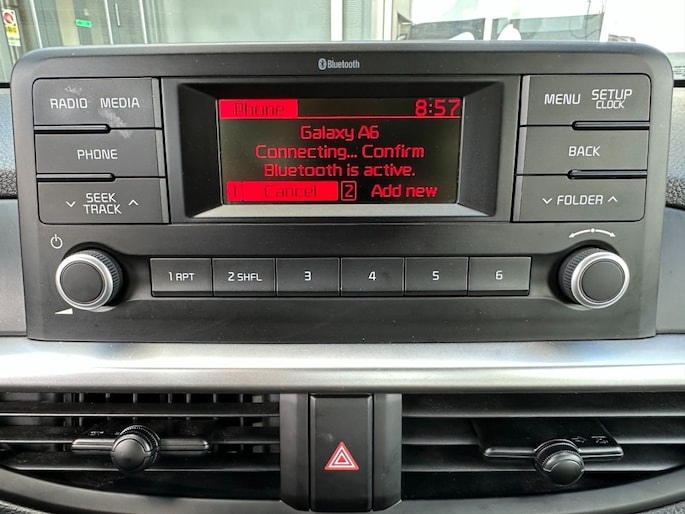 Bluetooth
RADIO MEDIA
PHONE
SEEK
TRACK
Phone 8:57
Galaxy A6
Connecting... Confirm
Bluetooth is active.
1 Cancel 2 Add new
MENU SETUP
CLOCK
BACK
FOLDER
1 RPT 2 SHFL 3 4 5 6